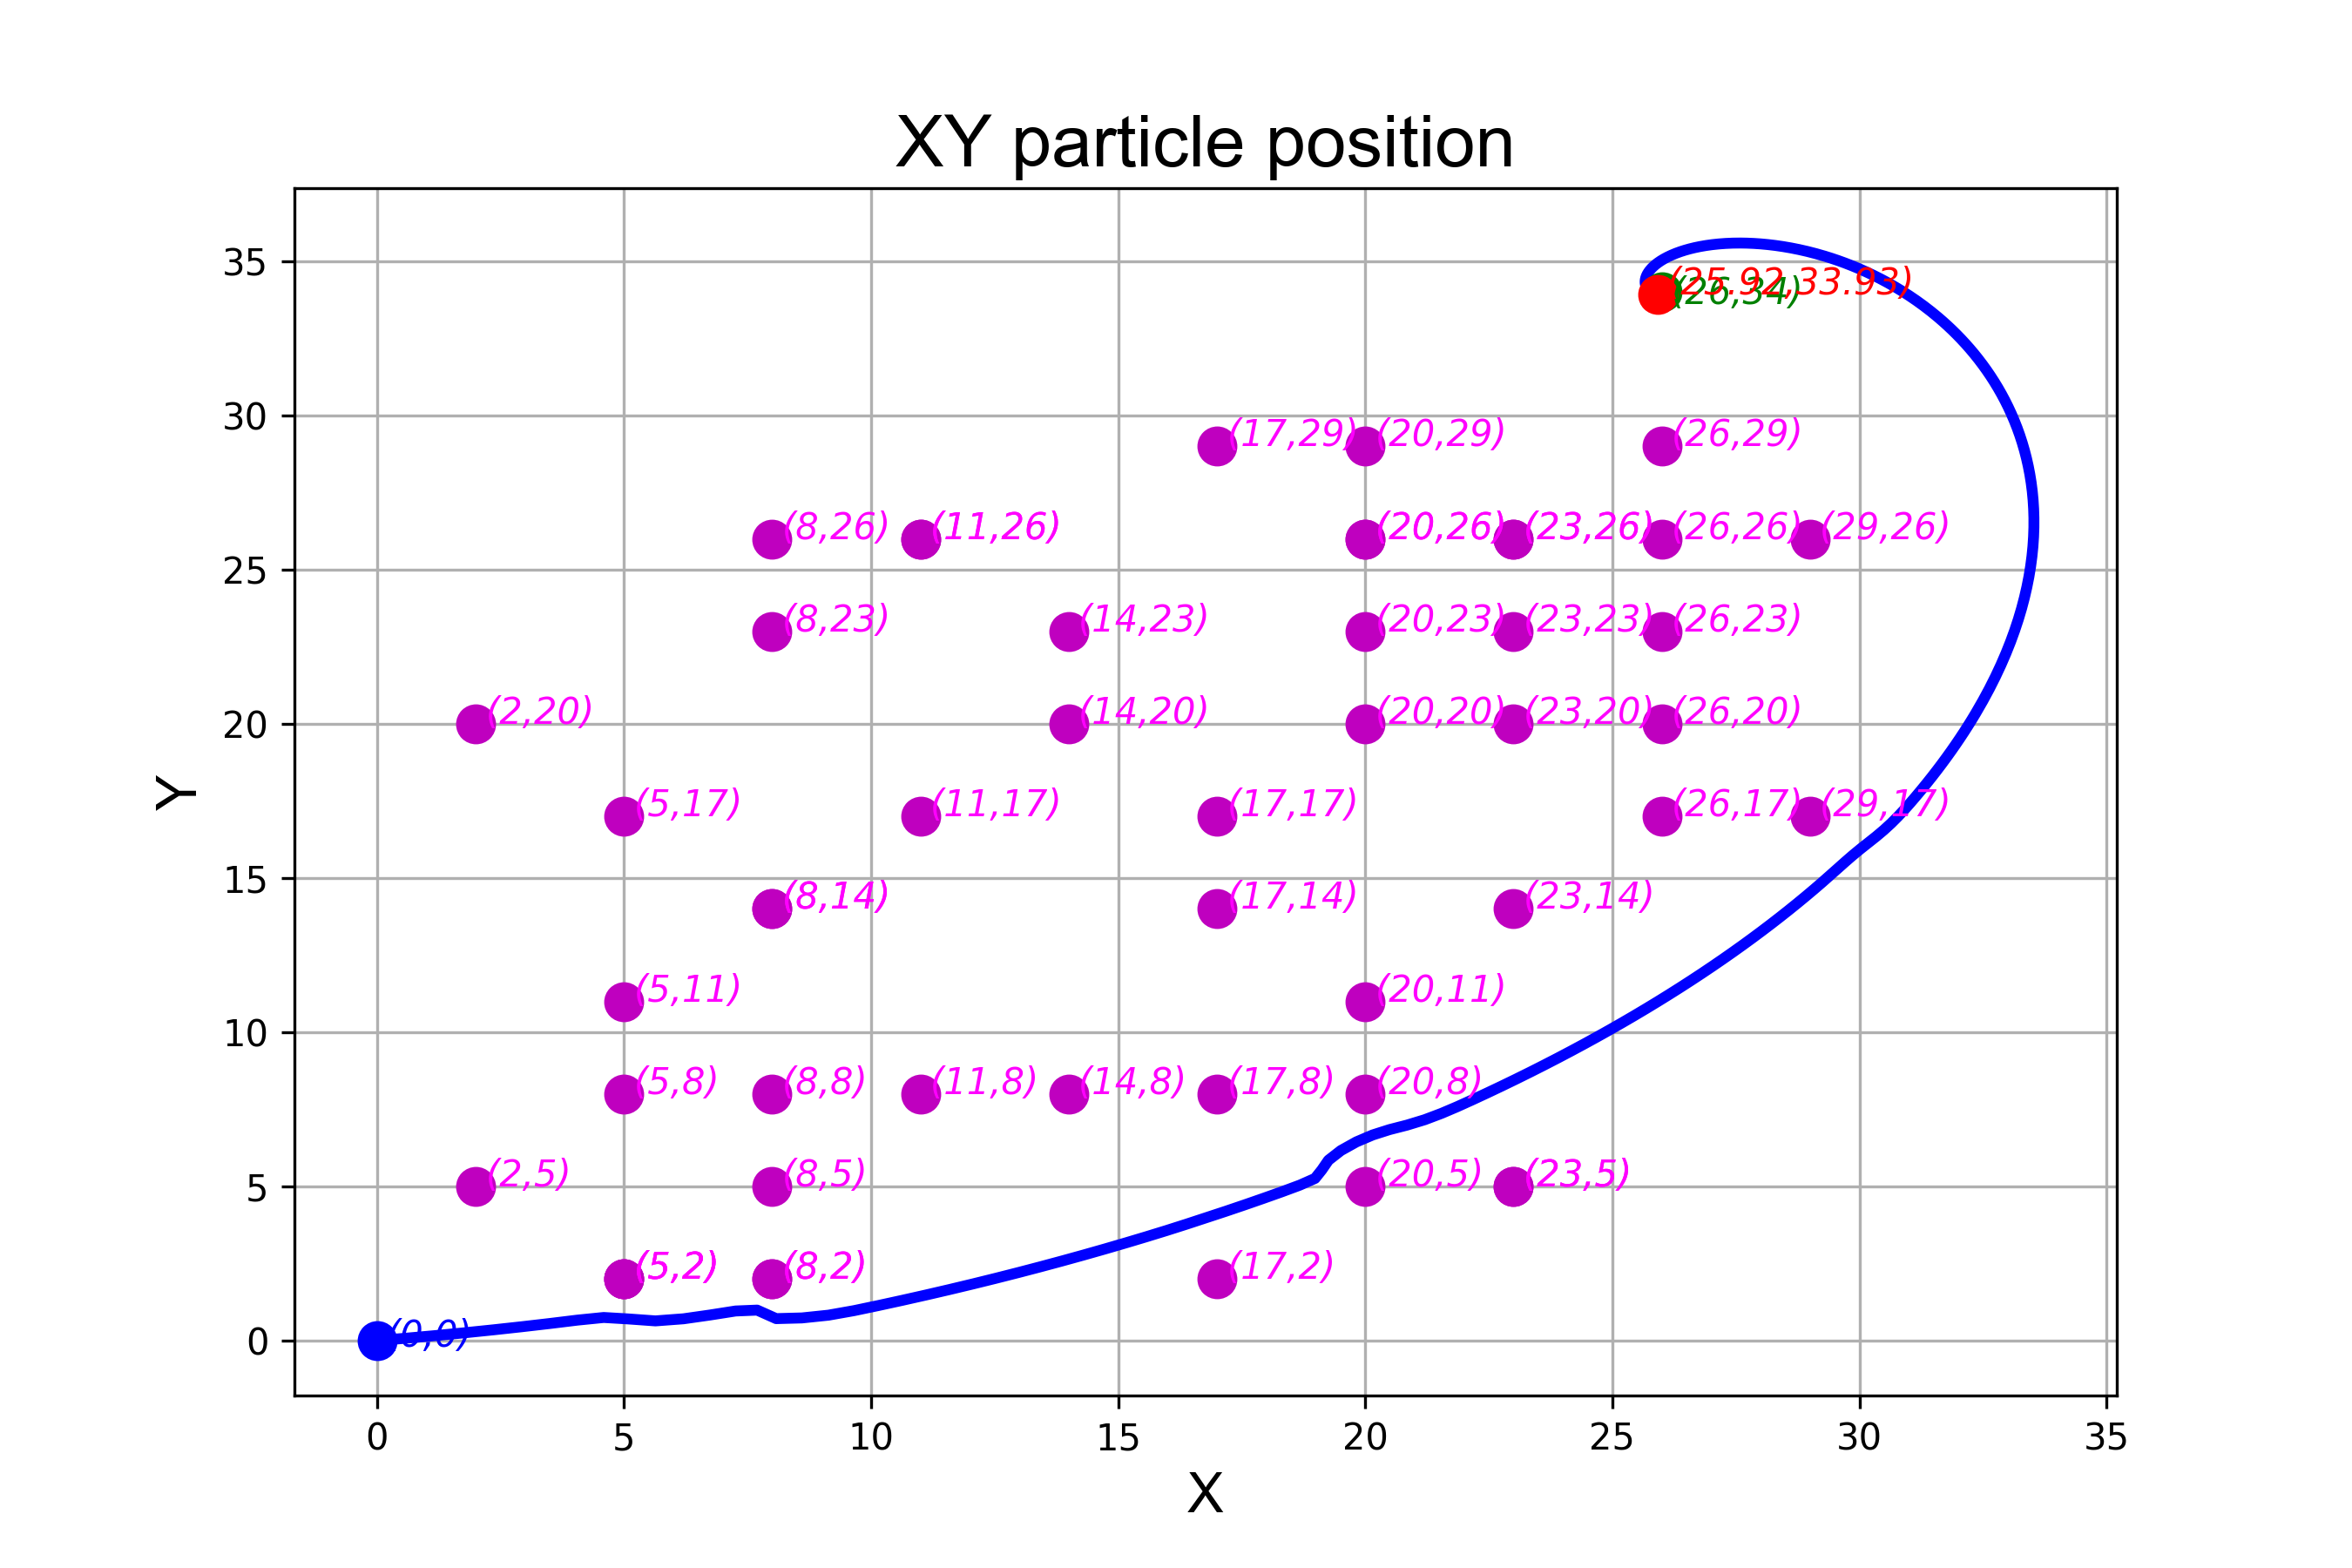 XY particle position
35
(25.92,33.93)
(26,34)
30
(17,29) (20,29) (26,29)
(8,26) (11,26) (20,26) (23,26) (26,26) (29,26)
25
(8,23) (14,23) (20,23) (23,23) (26,23)
20
(2,20) (14,20) (20,20) (23,20) (26,20)
Y
(5,17) (11,17) (17,17) (26,17) (29,17)
15
(8,14) (17,14) (23,14)
(5,11) (20,11)
10
(5,8) (8,8) (11,8) (14,8) (17,8) (20,8)
5
(2,5) (8,5) (20,5) (23,5)
(5,2) (8,2) (17,2)
0
(0,0)
0 5 10 15 20 25 30 35
X